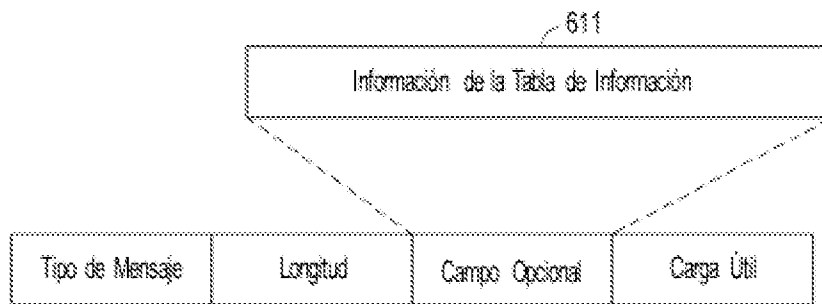 611
Información de la Tabla de Información
Tipo de Mensaje
Longitud
Campo Opcional
Carga Útil